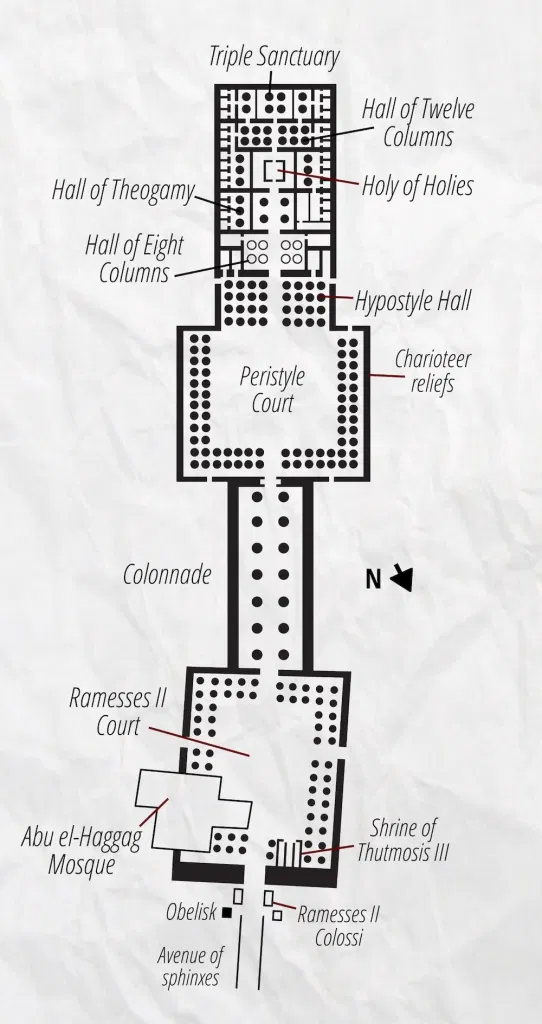 Triple Sanctuary
Hall of Twelve
Columns
Holy of Holies
Hall of Theogamy
Hall of Eight
Columns
Hypostyle Hall
Charioteer
reliefs
Peristyle
Court
Colonnade
N
Ramesses II
Court
Abu el-Haggag
Mosque
Shrine of
Thutmosis III
Obelisk
Ramesses II
Colossi
Avenue of
sphinxes